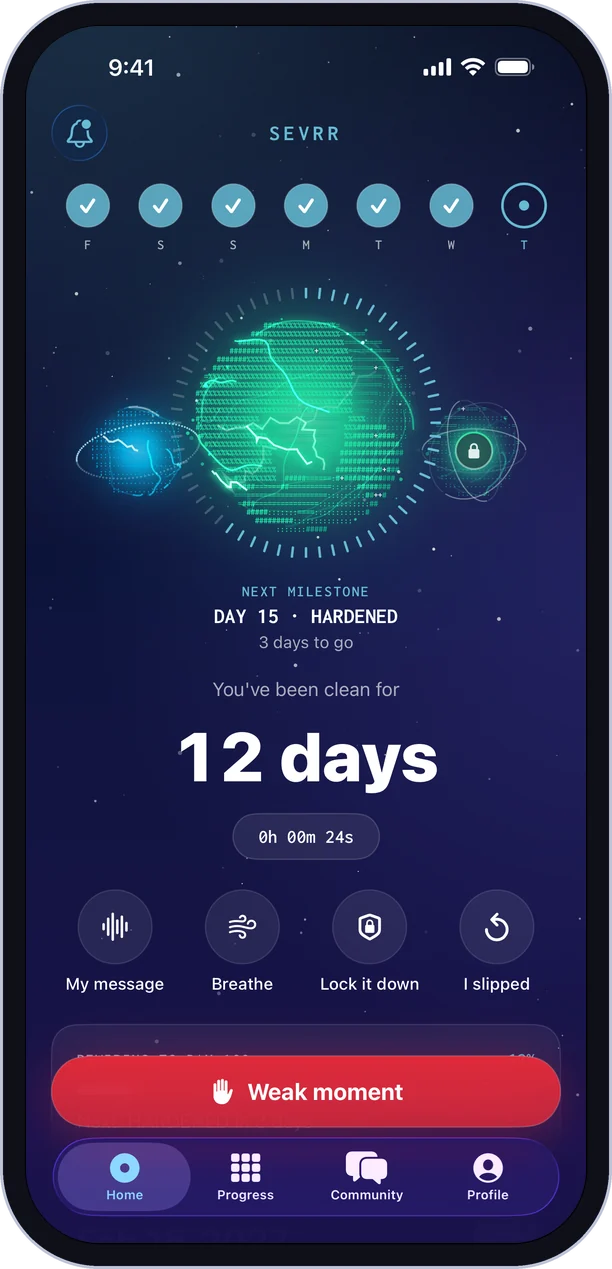 9:41
SEVRR
F S S M T W T
NEXT MILESTONE
DAY 15 · HARDENED
3 days to go
You've been clean for
12 days
0h 00m 24s
My message Breathe Lock it down I slipped
Weak moment
Home Progress Community Profile